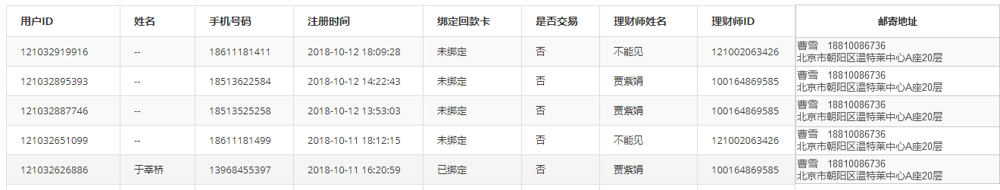 用户ID 姓名 手机号码 注册时间 绑定回款卡 是否交易 理财师姓名 理财师ID 邮寄地址
121032919916 -- 18611181411 2018-10-12 18:09:28 未绑定 否 不能见 121002063426 曹雪 18810086736
北京市朝阳区温特莱中心A座20层
121032895393 -- 18513622584 2018-10-12 14:22:43 未绑定 否 贾紫娟 100164869585 曹雪 18810086736
北京市朝阳区温特莱中心A座20层
121032887746 -- 18513525258 2018-10-12 13:53:03 未绑定 否 贾紫娟 100164869585 曹雪 18810086736
北京市朝阳区温特莱中心A座20层
121032651099 -- 18611181499 2018-10-11 18:12:15 未绑定 否 不能见 121002063426 曹雪 18810086736
北京市朝阳区温特莱中心A座20层
121032626886 于莘桥 13968455397 2018-10-11 16:20:59 已绑定 否 贾紫娟 100164869585 曹雪 18810086736
北京市朝阳区温特莱中心A座20层